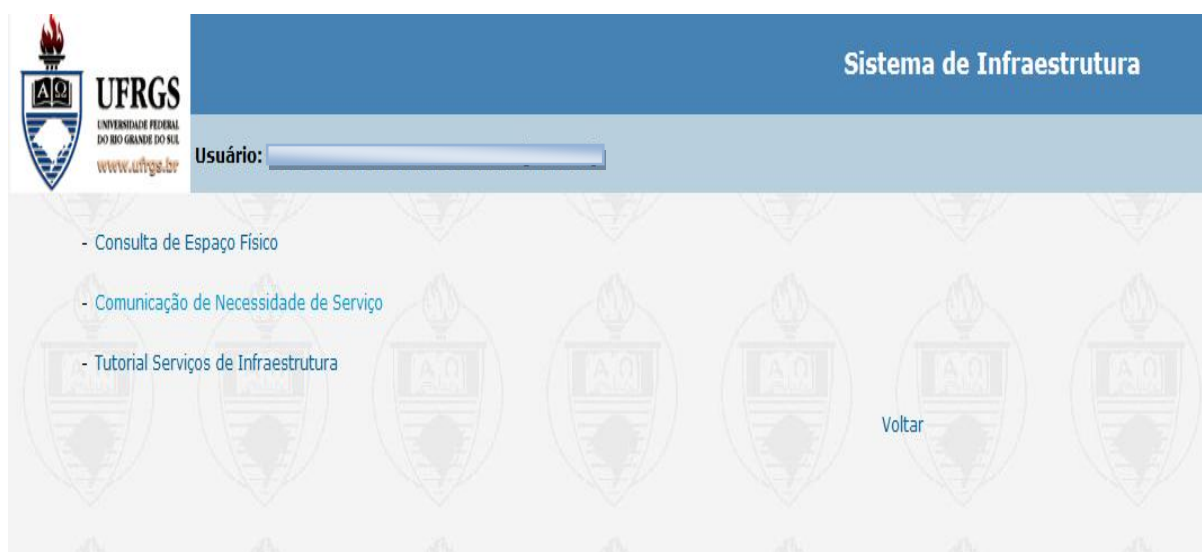 Sistema de Infraestrutura
ΑΩ
UFRGS
UNIVERSIDADE FEDERAL
DO RIO GRANDE DO SUL
www.ufrgs.br
Usuário:
- Consulta de Espaço Físico
- Comunicação de Necessidade de Serviço
- Tutorial Serviços de Infraestrutura
Voltar